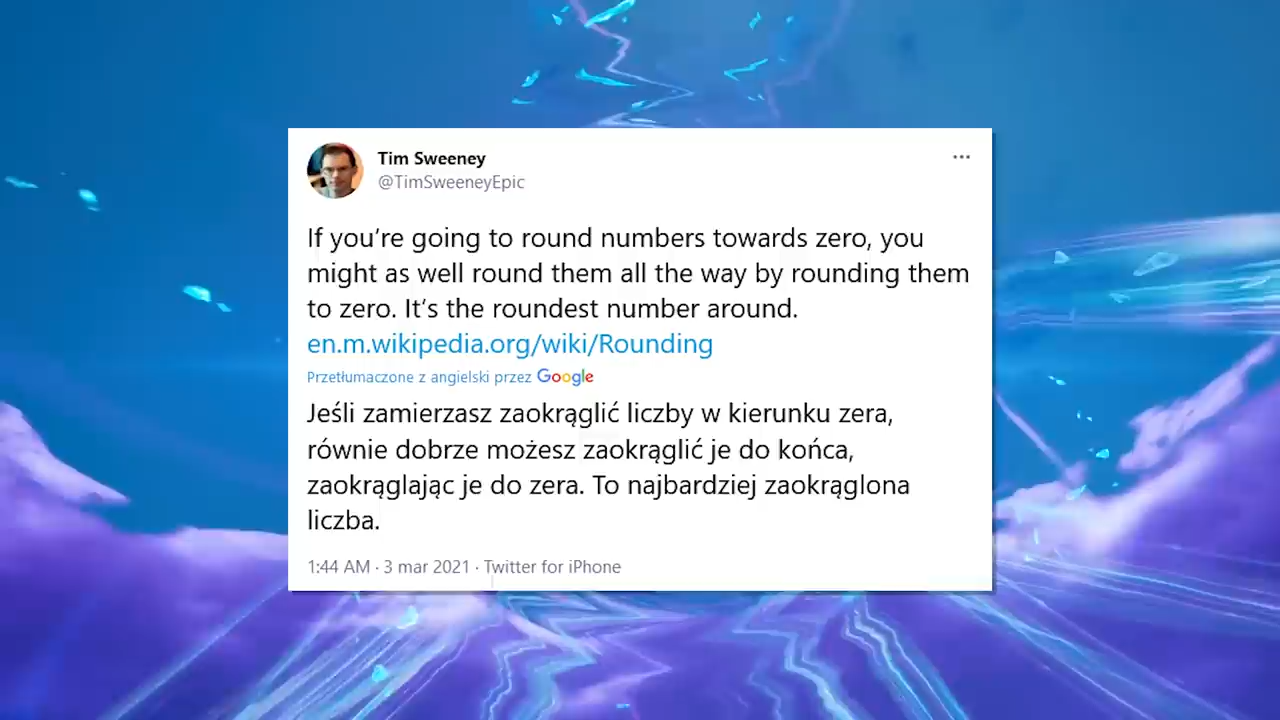 Tim Sweeney
@TimSweeneyEpic
If you’re going to round numbers towards zero, you
might as well round them all the way by rounding them
to zero. It’s the roundest number around.
en.m.wikipedia.org/wiki/Rounding
Przetłumaczone z angielski przez Google
Jeśli zamierzasz zaokrąglić liczby w kierunku zera,
równie dobrze możesz zaokrąglić je do końca,
zaokrąglając je do zera. To najbardziej zaokrąglona
liczba.
1:44 AM · 3 mar 2021 · Twitter for iPhone